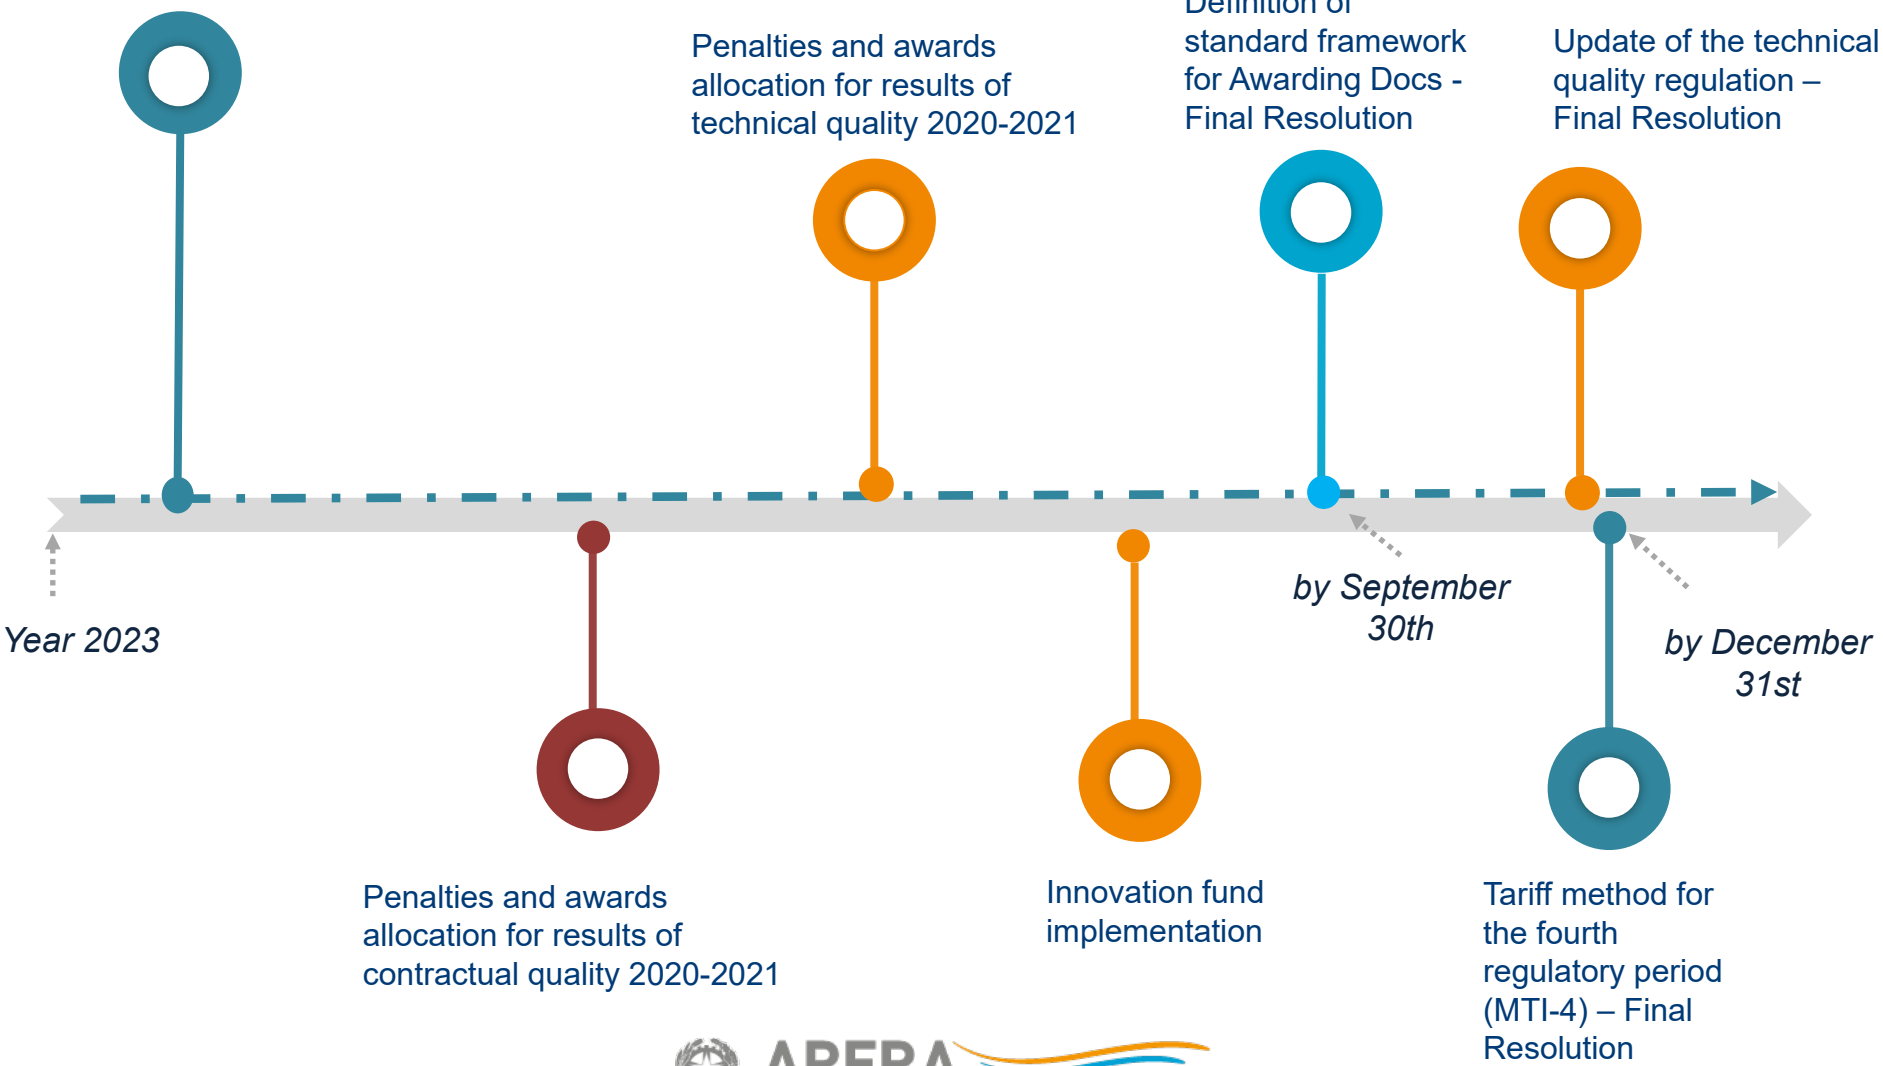 Penalties and awards
allocation for results of
technical quality 2020-2021
Definition of
standard framework
for Awarding Docs -
Final Resolution
Update of the technical
quality regulation –
Final Resolution
Year 2023
by September
30th
by December
31st
Penalties and awards
allocation for results of
contractual quality 2020-2021
Innovation fund
implementation
Tariff method for
the fourth
regulatory period
(MTI-4) – Final
Resolution
ARERA